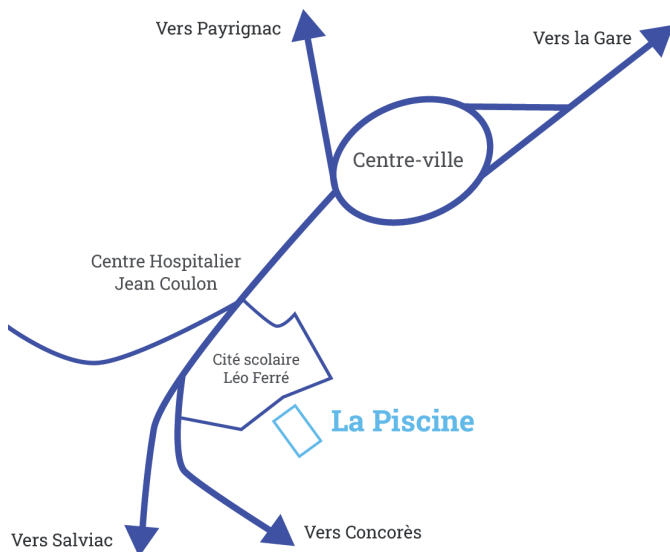 Vers Payrignac
Vers la Gare
Centre-ville
Centre Hospitalier
Jean Coulon
Cité scolaire
Léo Ferré
La Piscine
Vers Concorès
Vers Salviac